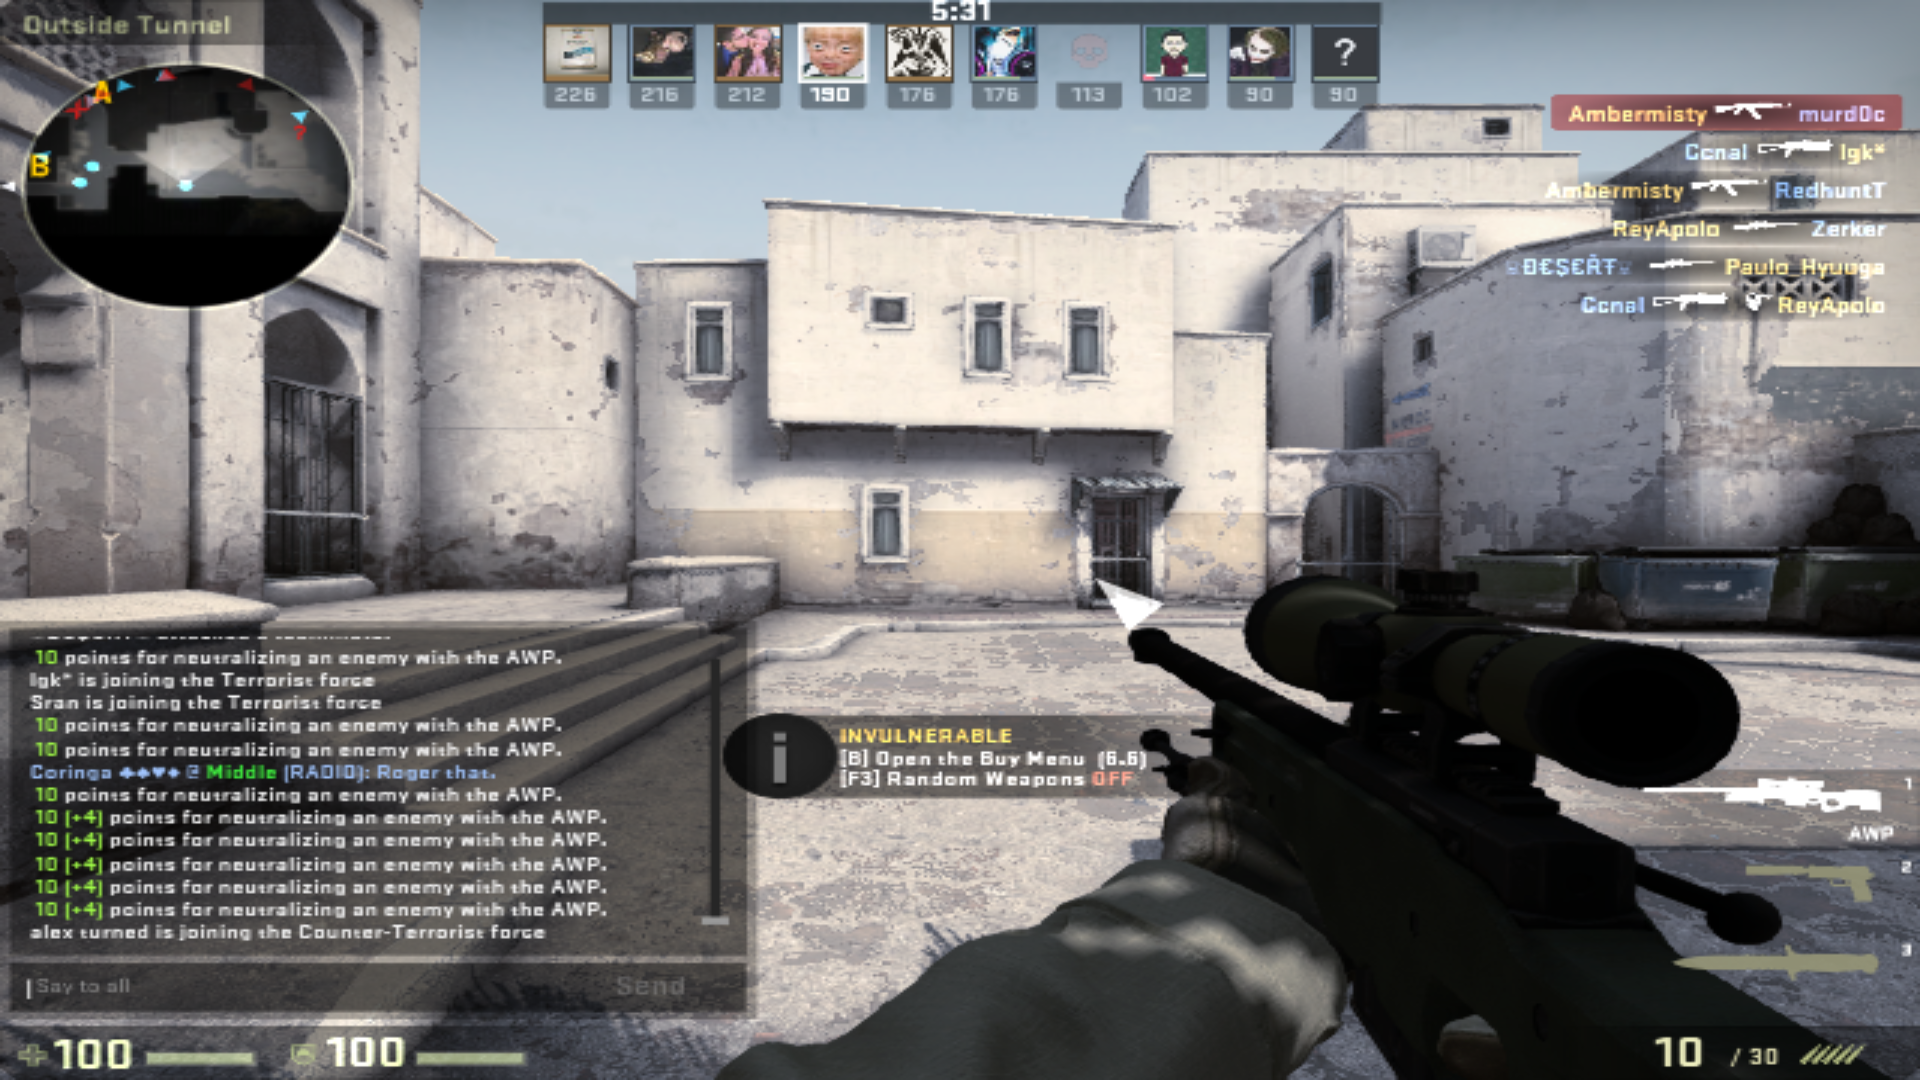 Outside Tunnel
5:31
A
B
?
?
226 216 212 190 176 176 113 102 90 90
Ambermisty murd0c
Ccnal Igk*
Ambermisty RedhuntT
ReyApolo Zerker
ÐЄŞЄŘŦ Paulo_Hyuuga
Ccnal ReyApolo
10 points for neutralizing an enemy with the AWP.
Igk* is joining the Terrorist force
Sran is joining the Terrorist force
10 points for neutralizing an enemy with the AWP.
10 points for neutralizing an enemy with the AWP.
Coringa ♣♠♥♦ @ Middle (RADIO): Roger that.
10 points for neutralizing an enemy with the AWP.
10 [+4] points for neutralizing an enemy with the AWP.
10 [+4] points for neutralizing an enemy with the AWP.
10 [+4] points for neutralizing an enemy with the AWP.
10 [+4] points for neutralizing an enemy with the AWP.
10 [+4] points for neutralizing an enemy with the AWP.
alex turned is joining the Counter-Terrorist force
Say to all Send
i
INVULNERABLE
[B] Open the Buy Menu (6.6)
[F3] Random Weapons OFF
1
AWP
2
3
100 100
10 / 30